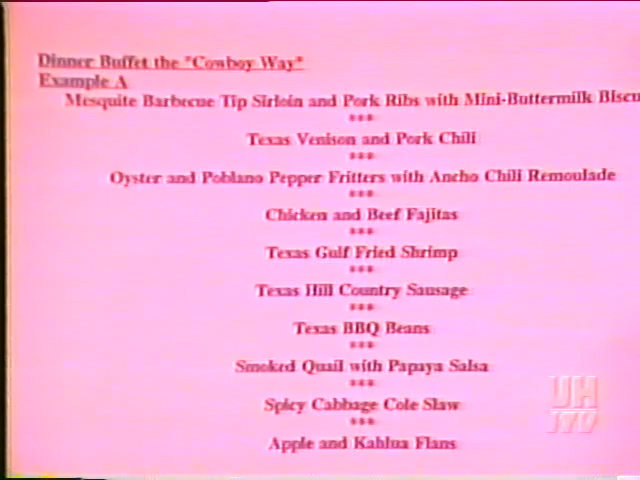 Dinner Buffet the "Cowboy Way"
Example A
Mesquite Barbecue Tip Sirloin and Pork Ribs with Mini-Buttermilk Biscu
***
Texas Venison and Pork Chili
***
Oyster and Poblano Pepper Fritters with Ancho Chili Remoulade
***
Chicken and Beef Fajitas
***
Texas Gulf Fried Shrimp
***
Texas Hill Country Sausage
***
Texas BBQ Beans
***
Smoked Quail with Papaya Salsa
***
Spicy Cabbage Cole Slaw
***
Apple and Kahlua Flans
UH
ITV